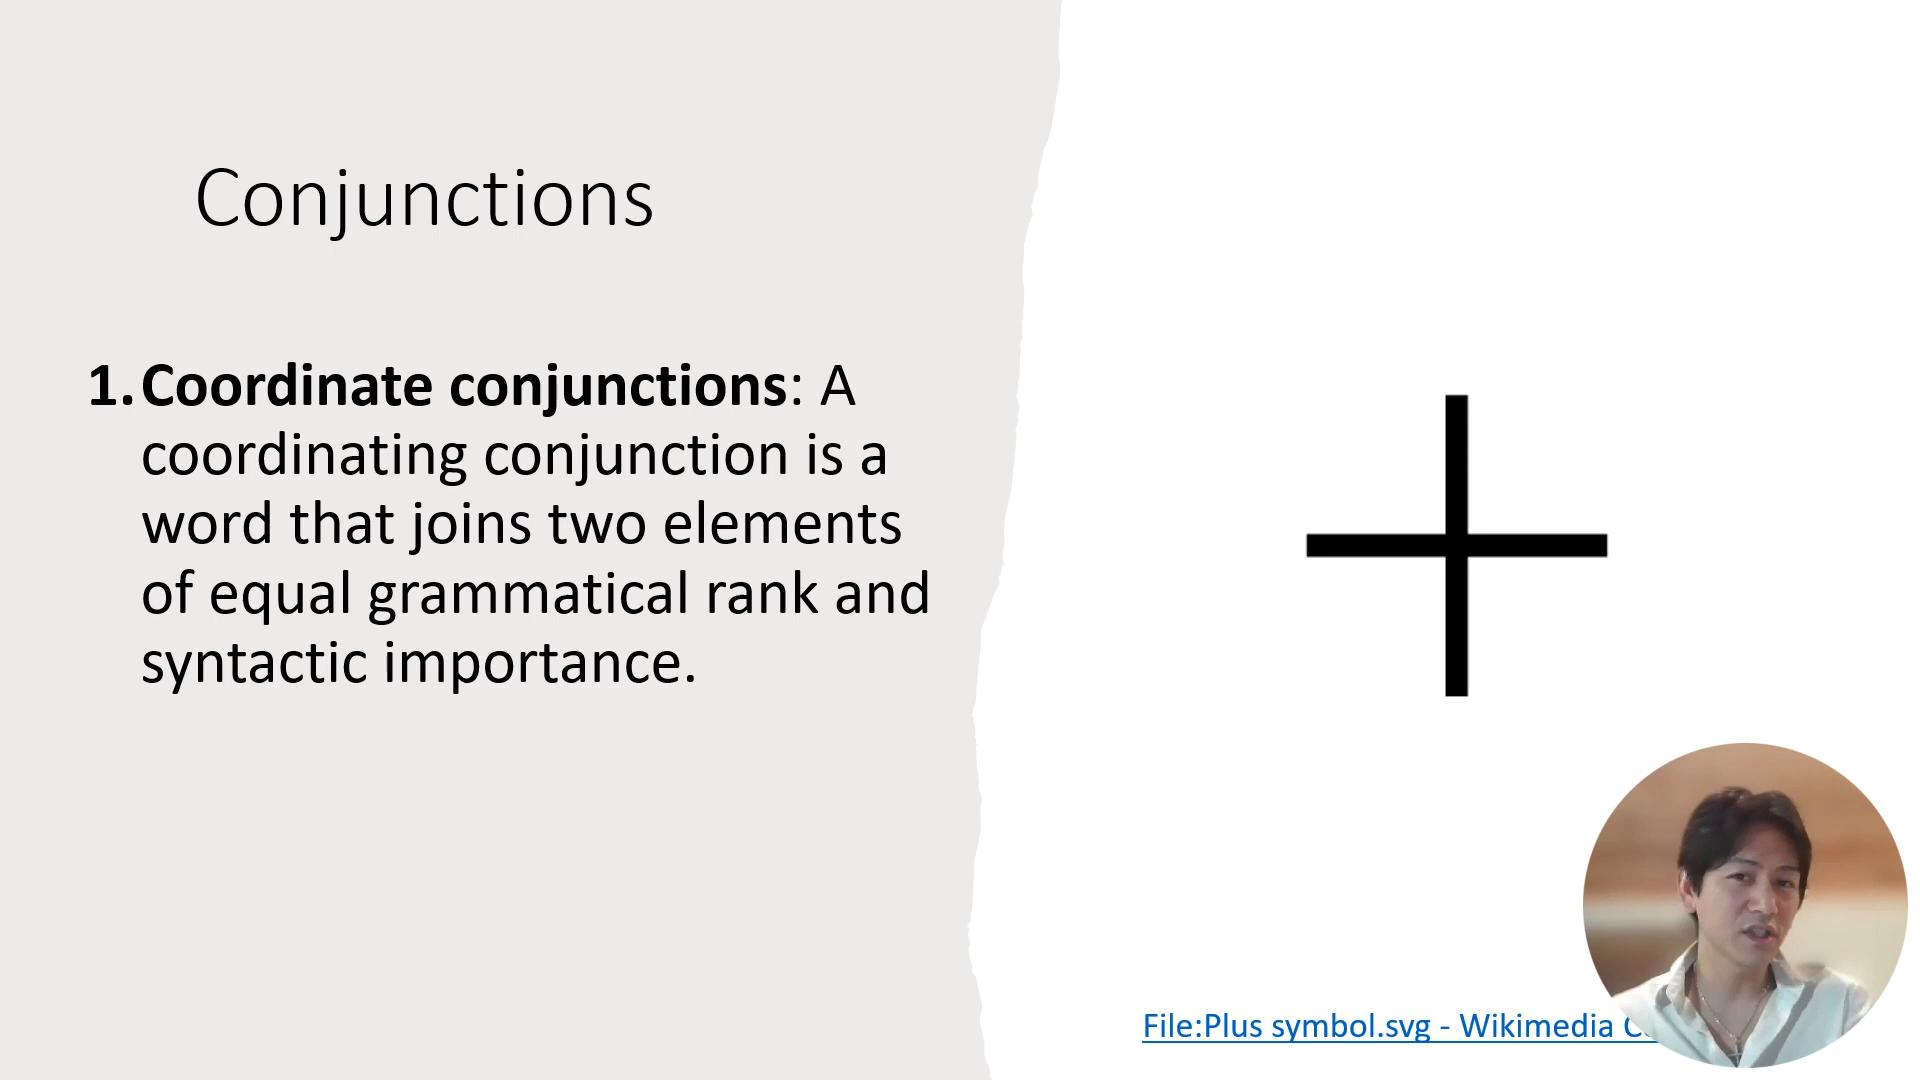 Conjunctions
1. Coordinate conjunctions: A
coordinating conjunction is a
word that joins two elements
of equal grammatical rank and
syntactic importance.
File:Plus symbol.svg - Wikimedia